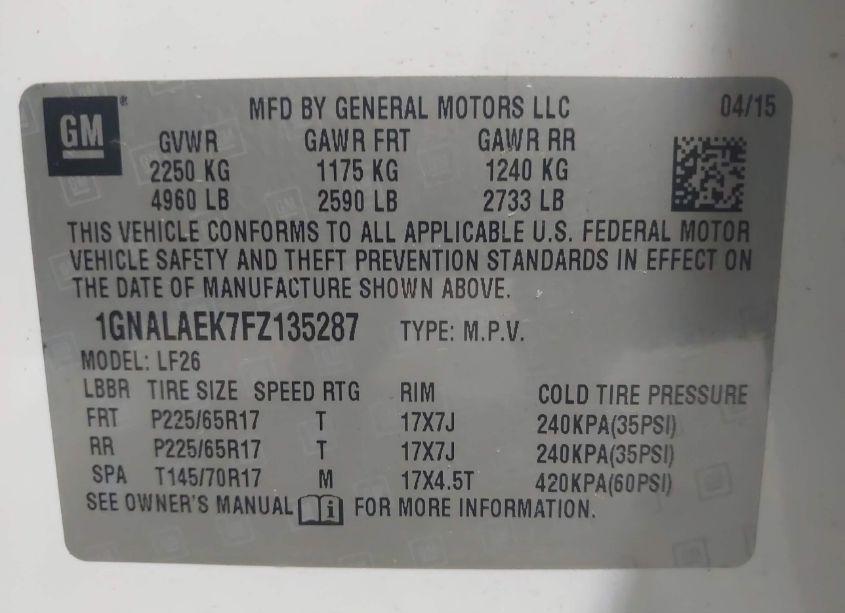 GM ® MFD BY GENERAL MOTORS LLC 04/15
GVWR GAWR FRT GAWR RR
2250 KG 1175 KG 1240 KG
4960 LB 2590 LB 2733 LB
THIS VEHICLE CONFORMS TO ALL APPLICABLE U.S. FEDERAL MOTOR
VEHICLE SAFETY AND THEFT PREVENTION STANDARDS IN EFFECT ON
THE DATE OF MANUFACTURE SHOWN ABOVE.
1GNALAEK7FZ135287 TYPE: M.P.V.
MODEL: LF26
LBBR TIRE SIZE SPEED RTG RIM COLD TIRE PRESSURE
FRT P225/65R17 T 17X7J 240KPA(35PSI)
RR P225/65R17 T 17X7J 240KPA(35PSI)
SPA T145/70R17 M 17X4.5T 420KPA(60PSI)
SEE OWNER'S MANUAL i FOR MORE INFORMATION.